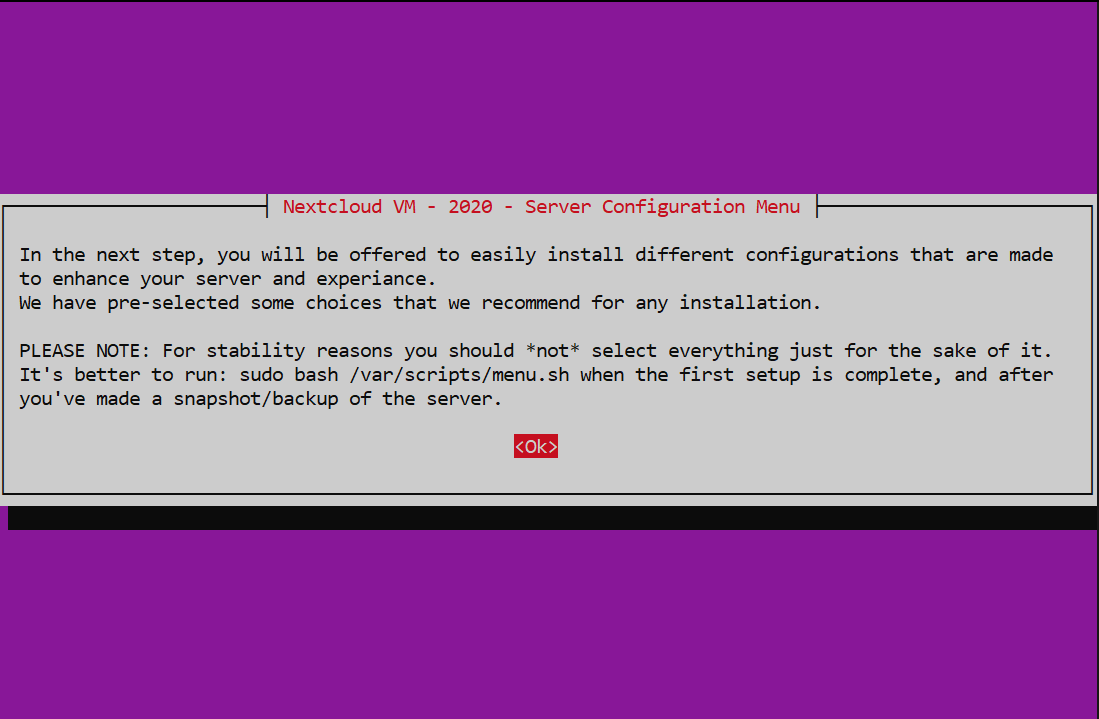 Nextcloud VM - 2020 - Server Configuration Menu
In the next step, you will be offered to easily install different configurations that are made
to enhance your server and experiance.
We have pre-selected some choices that we recommend for any installation.
PLEASE NOTE: For stability reasons you should *not* select everything just for the sake of it.
It's better to run: sudo bash /var/scripts/menu.sh when the first setup is complete, and after
you've made a snapshot/backup of the server.
<Ok>